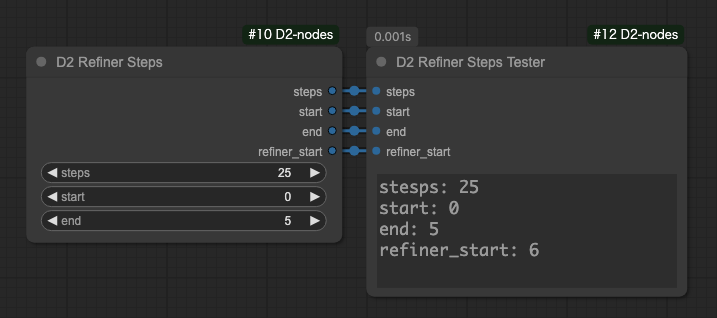 #10 D2-nodes
D2 Refiner Steps
steps
start
end
refiner_start
steps 25
start 0
end 5
0.001s
#12 D2-nodes
D2 Refiner Steps Tester
steps
start
end
refiner_start
stesps: 25
start: 0
end: 5
refiner_start: 6